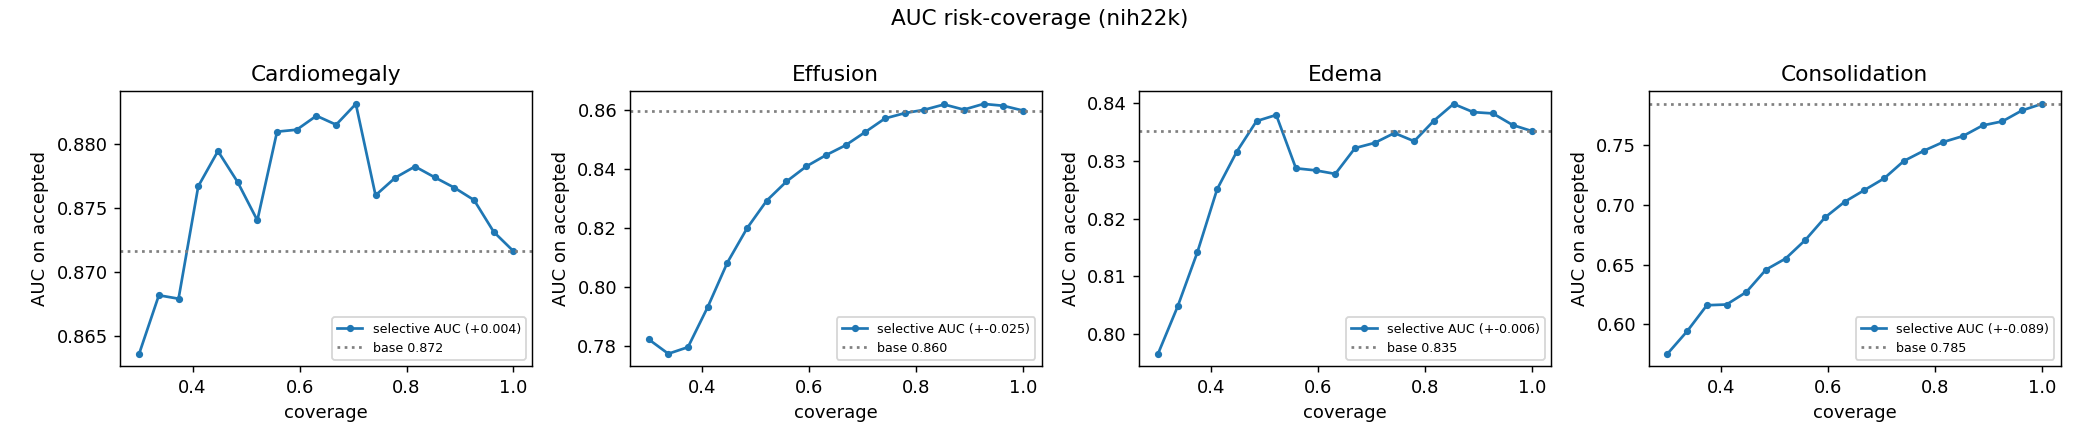 AUC risk-coverage (nih22k)
Cardiomegaly
AUC on accepted
0.880
0.875
0.870
0.865
selective AUC (+0.004)
base 0.872
0.4 0.6 0.8 1.0
coverage
Effusion
AUC on accepted
0.86
0.84
0.82
0.80
0.78
selective AUC (+-0.025)
base 0.860
0.4 0.6 0.8 1.0
coverage
Edema
AUC on accepted
0.84
0.83
0.82
0.81
0.80
selective AUC (+-0.006)
base 0.835
0.4 0.6 0.8 1.0
coverage
Consolidation
AUC on accepted
0.75
0.70
0.65
0.60
selective AUC (+-0.089)
base 0.785
0.4 0.6 0.8 1.0
coverage